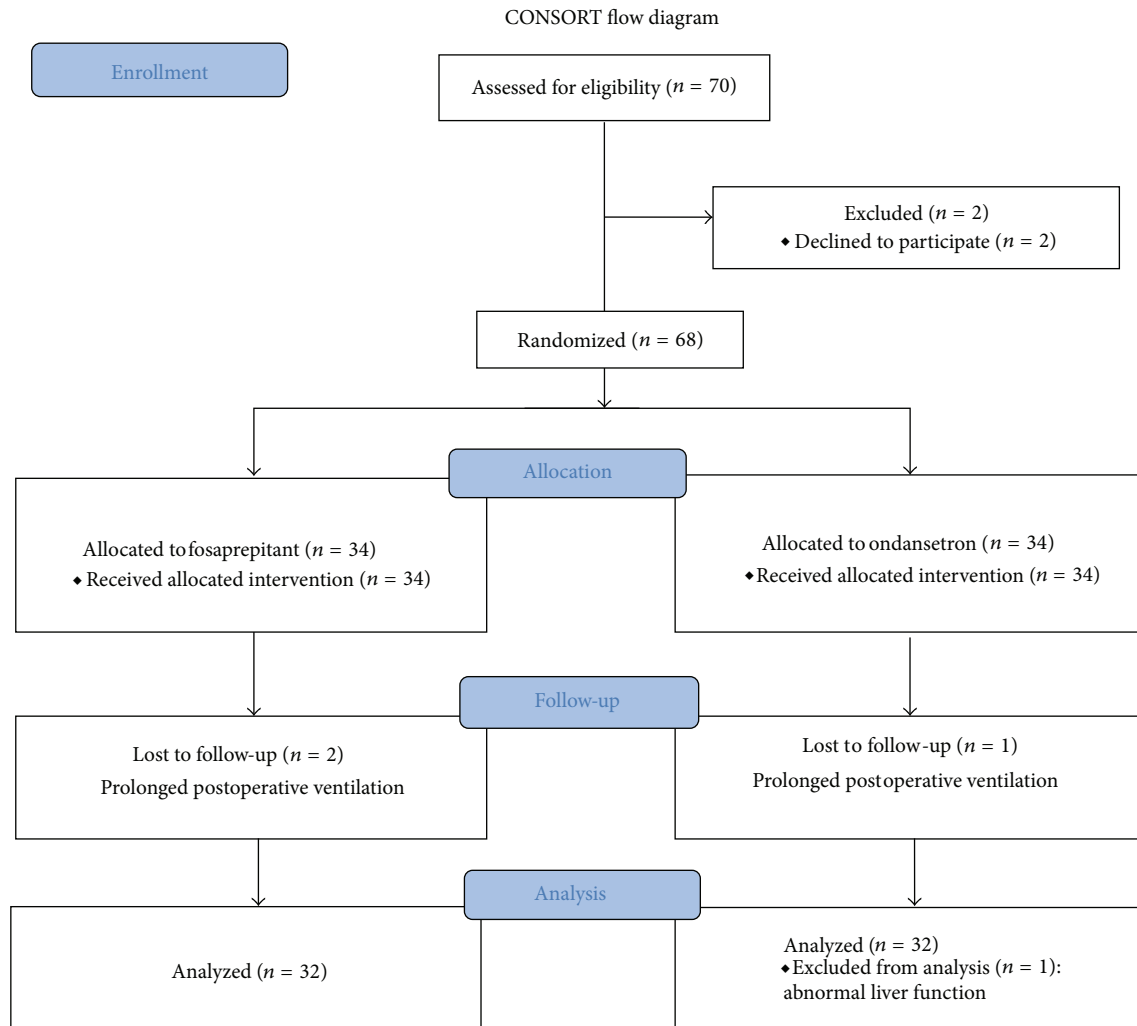 CONSORT flow diagram
Enrollment
Assessed for eligibility (n = 70)
Excluded (n = 2)
◆ Declined to participate (n = 2)
Randomized (n = 68)
Allocation
Allocated to fosaprepitant (n = 34)
◆ Received allocated intervention (n = 34)
Allocated to ondansetron (n = 34)
◆ Received allocated intervention (n = 34)
Follow-up
Lost to follow-up (n = 2)
Prolonged postoperative ventilation
Lost to follow-up (n = 1)
Prolonged postoperative ventilation
Analysis
Analyzed (n = 32)
Analyzed (n = 32)
◆ Excluded from analysis (n = 1):
abnormal liver function